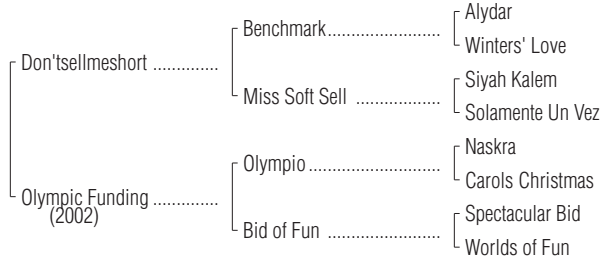 Alydar
Benchmark
Winters' Love
Don'tsellmeshort
Siyah Kalem
Miss Soft Sell
Solamente Un Vez
Naskra
Olympio
Carols Christmas
Olympic Funding
(2002)
Spectacular Bid
Bid of Fun
Worlds of Fun